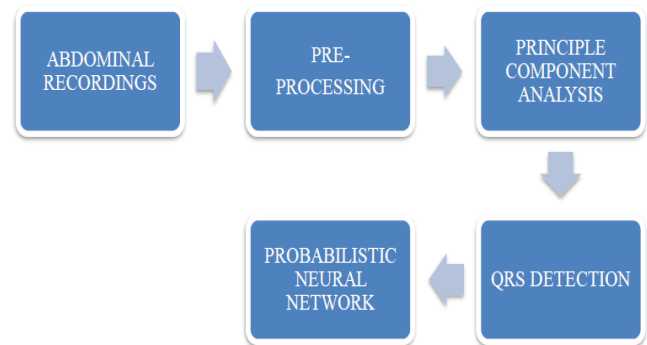 ABDOMINAL
RECORDINGS
PRE-
PROCESSING
PRINCIPLE
COMPONENT
ANALYSIS
QRS DETECTION
PROBABILISTIC
NEURAL
NETWORK